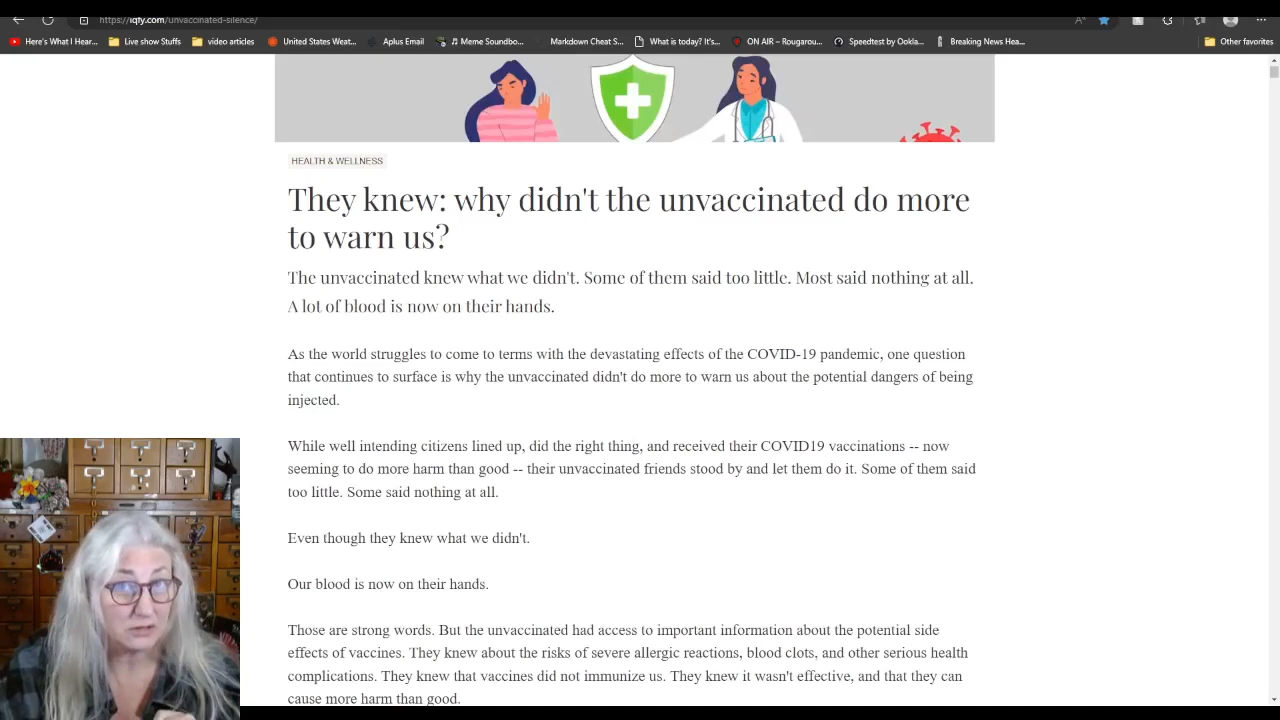 https://iqfy.com/unvaccinated-silence/
Here's What I Hear... Live show Stuffs video articles United States Weat... Aplus Email 🎵 Meme Soundbo... Markdown Cheat S... What is today? It's... ON AIR – Rougarou... Speedtest by Ookla... Breaking News Hea... Other favorites
HEALTH & WELLNESS
They knew: why didn't the unvaccinated do more
to warn us?
The unvaccinated knew what we didn't. Some of them said too little. Most said nothing at all.
A lot of blood is now on their hands.
As the world struggles to come to terms with the devastating effects of the COVID-19 pandemic, one question
that continues to surface is why the unvaccinated didn't do more to warn us about the potential dangers of being
injected.
While well intending citizens lined up, did the right thing, and received their COVID19 vaccinations -- now
seeming to do more harm than good -- their unvaccinated friends stood by and let them do it. Some of them said
too little. Some said nothing at all.
Even though they knew what we didn't.
Our blood is now on their hands.
Those are strong words. But the unvaccinated had access to important information about the potential side
effects of vaccines. They knew about the risks of severe allergic reactions, blood clots, and other serious health
complications. They knew that vaccines did not immunize us. They knew it wasn't effective, and that they can
cause more harm than good.